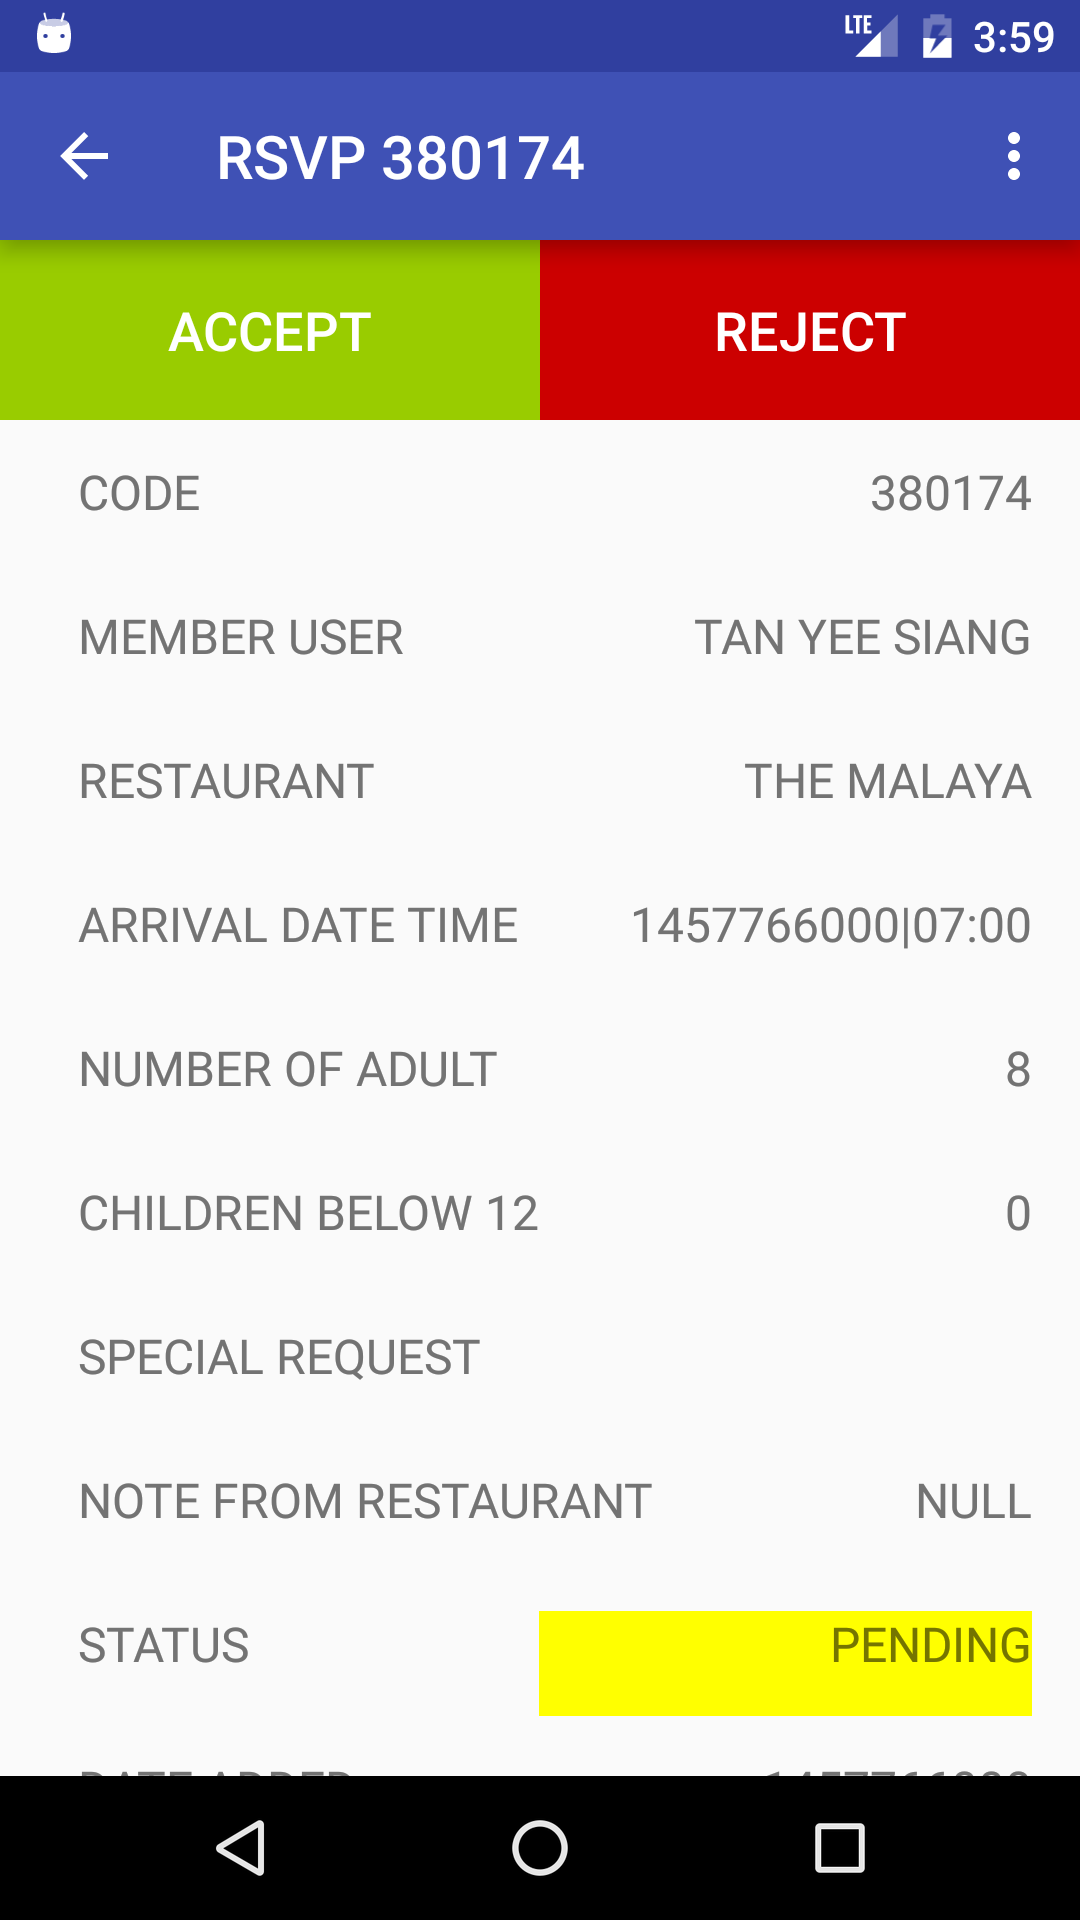 LTE 3:59
RSVP 380174
ACCEPT REJECT
CODE 380174
MEMBER USER TAN YEE SIANG
RESTAURANT THE MALAYA
ARRIVAL DATE TIME 1457766000|07:00
NUMBER OF ADULT 8
CHILDREN BELOW 12 0
SPECIAL REQUEST
NOTE FROM RESTAURANT NULL
STATUS PENDING